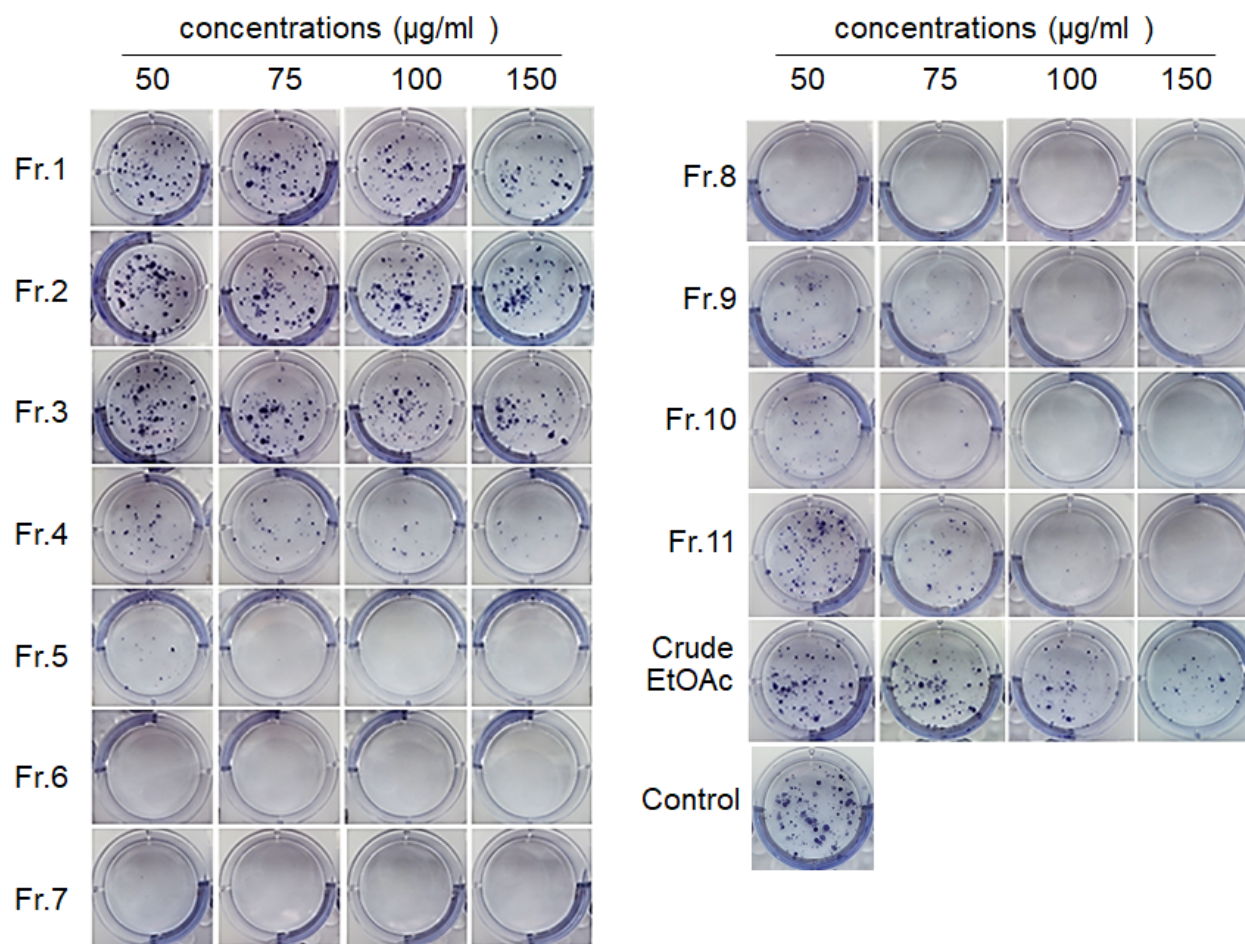 concentrations (µg/ml )
50 75 100 150
Fr.1
Fr.2
Fr.3
Fr.4
Fr.5
Fr.6
Fr.7
concentrations (µg/ml )
50 75 100 150
Fr.8
Fr.9
Fr.10
Fr.11
Crude
EtOAc
Control